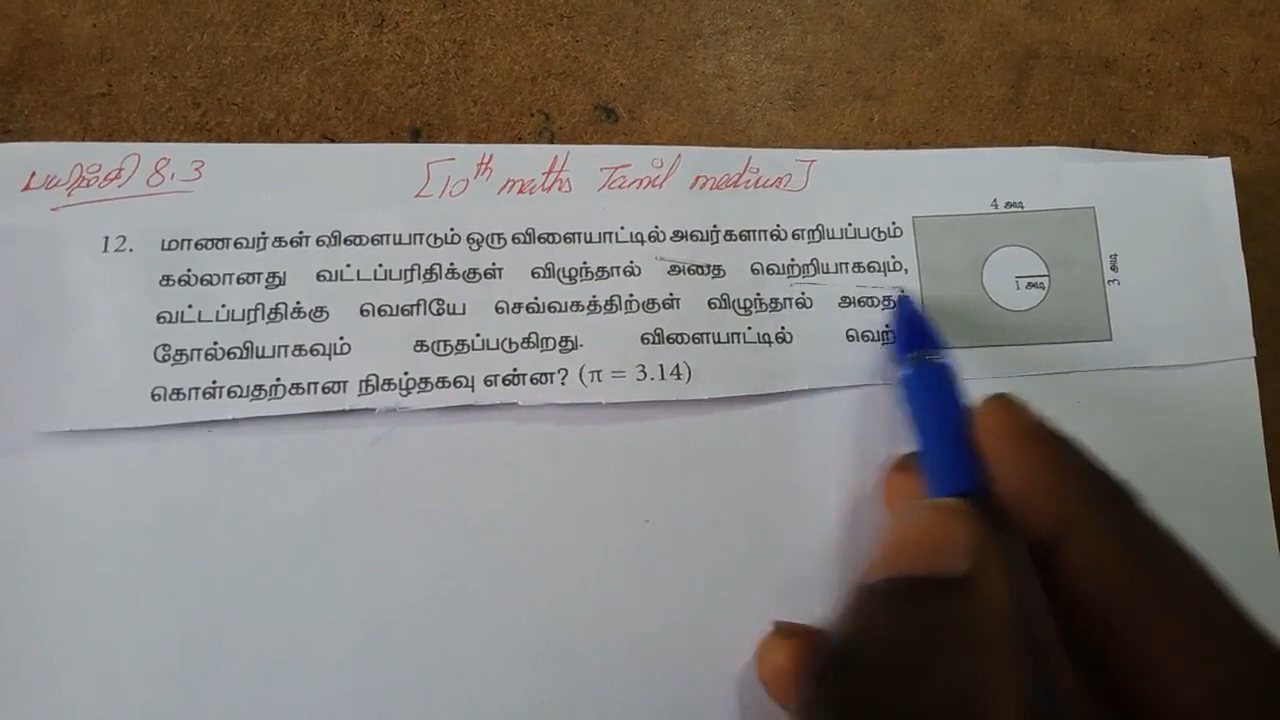 பயிற்சி 8.3
[10th maths Tamil medium]
12. மாணவர்கள் விளையாடும் ஒரு விளையாட்டில் அவர்களால் எறியப்படும்
கல்லானது வட்டப்பரிதிக்குள் விழுந்தால் அதை வெற்றியாகவும்,
வட்டப்பரிதிக்கு வெளியே செவ்வகத்திற்குள் விழுந்தால் அதை
தோல்வியாகவும் கருதப்படுகிறது. விளையாட்டில்
கொள்வதற்கான நிகழ்தகவு என்ன? (π = 3.14)
4 அடி
3 அடி
1 அடி